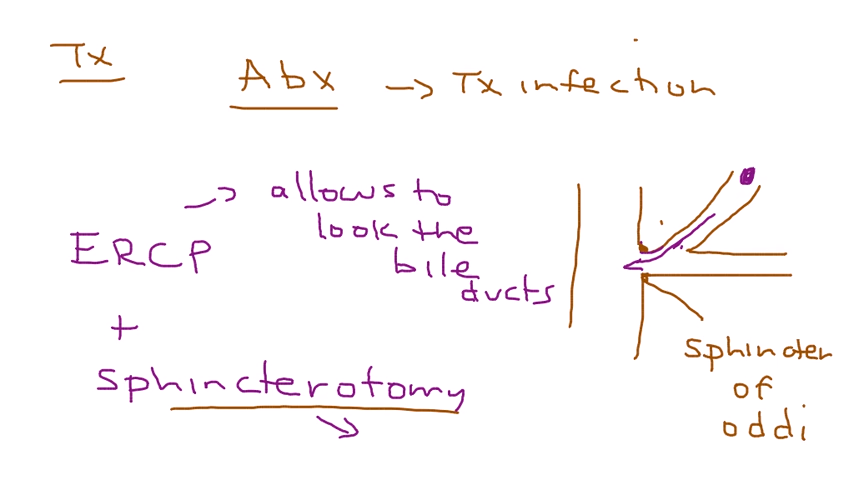 Tx
Abx → Tx infection
ERCP → allows to
look the
bile
ducts
+
sphincterotomy
sphincter
of
oddi